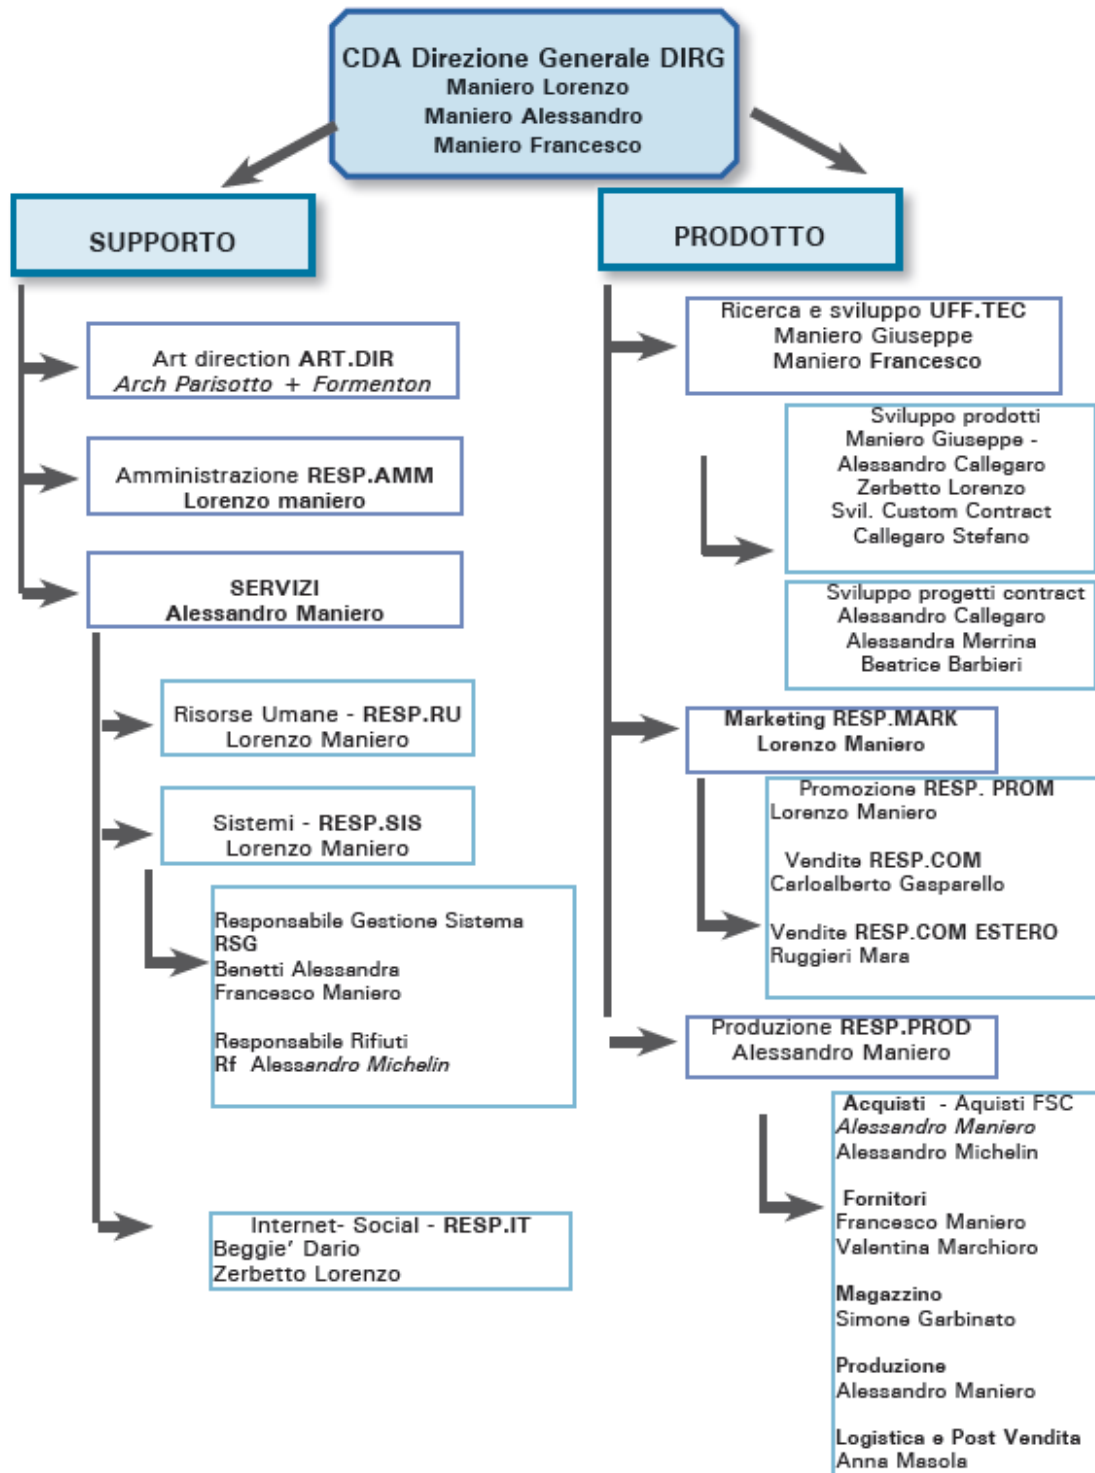 CDA Direzione Generale DIRG
Maniero Lorenzo
Maniero Alessandro
Maniero Francesco
SUPPORTO
Art direction ART.DIR
Arch Parisotto + Formenton
Amministrazione RESP.AMM
Lorenzo maniero
SERVIZI
Alessandro Maniero
Risorse Umane - RESP.RU
Lorenzo Maniero
Sistemi - RESP.SIS
Lorenzo Maniero
Responsabile Gestione Sistema
RSG
Benetti Alessandra
Francesco Maniero
Responsabile Rifiuti
Rf Alessandro Michelin
Internet- Social - RESP.IT
Beggie' Dario
Zerbetto Lorenzo
PRODOTTO
Ricerca e sviluppo UFF.TEC
Maniero Giuseppe
Maniero Francesco
Sviluppo prodotti
Maniero Giuseppe -
Alessandro Callegaro
Zerbetto Lorenzo
Svil. Custom Contract
Callegaro Stefano
Sviluppo progetti contract
Alessandro Callegaro
Alessandra Merrina
Beatrice Barbieri
Marketing RESP.MARK
Lorenzo Maniero
Promozione RESP. PROM
Lorenzo Maniero
Vendite RESP.COM
Carloalberto Gasparello
Vendite RESP.COM ESTERO
Ruggieri Mara
Produzione RESP.PROD
Alessandro Maniero
Acquisti - Aquisti FSC
Alessandro Maniero
Alessandro Michelin
Fornitori
Francesco Maniero
Valentina Marchioro
Magazzino
Simone Garbinato
Produzione
Alessandro Maniero
Logistica e Post Vendita
Anna Masola